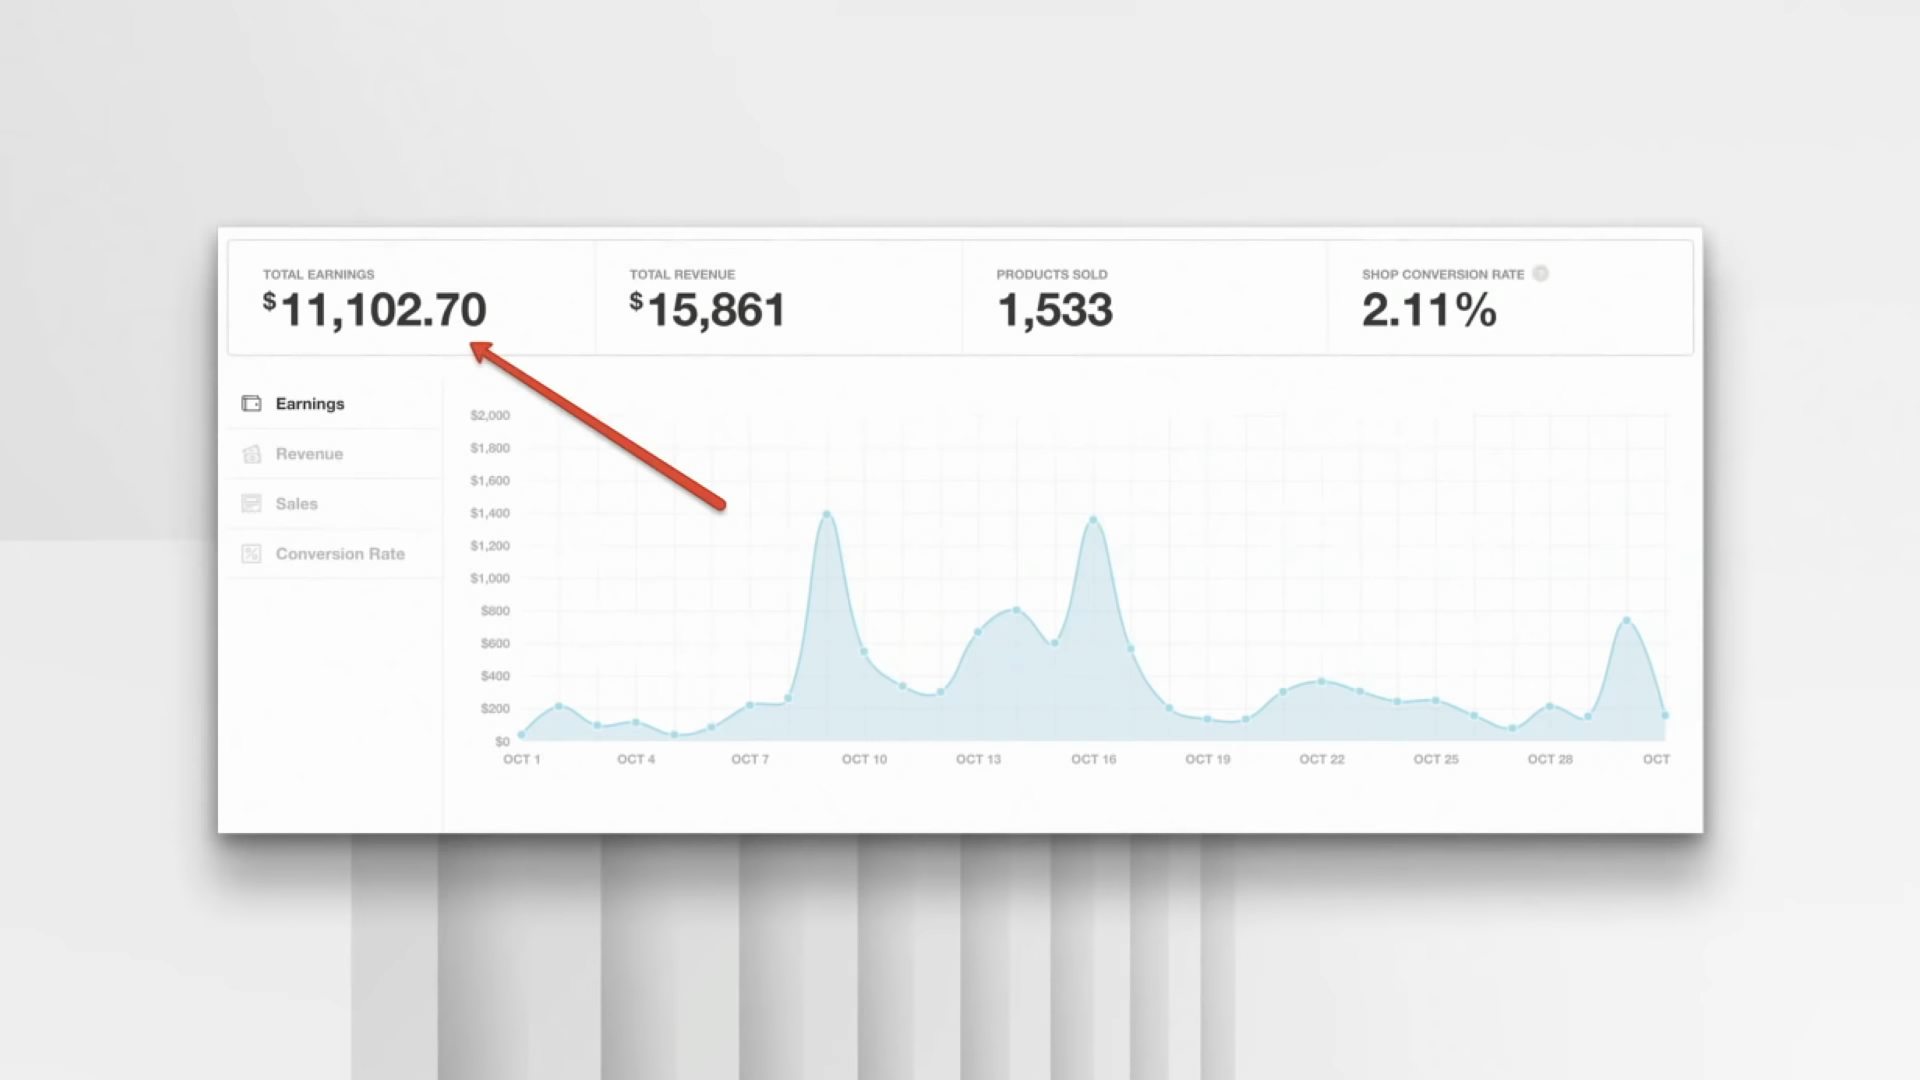 TOTAL EARNINGS
$11,102.70
TOTAL REVENUE
$15,861
PRODUCTS SOLD
1,533
SHOP CONVERSION RATE
2.11%
Earnings
Revenue
Sales
Conversion Rate
$2,000
$1,800
$1,600
$1,400
$1,200
$1,000
$800
$600
$400
$200
$0
OCT 1 OCT 4 OCT 7 OCT 10 OCT 13 OCT 16 OCT 19 OCT 22 OCT 25 OCT 28 OCT